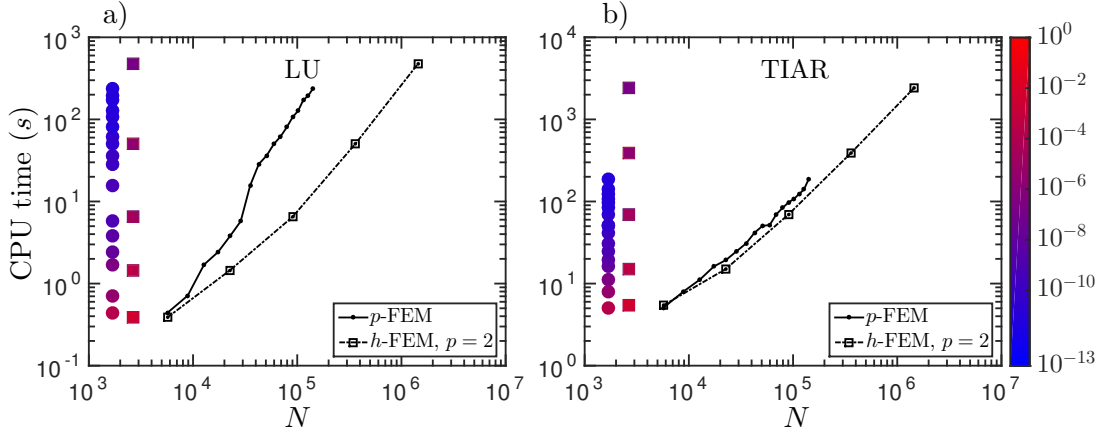 a)
b)
LU
TIAR
CPU time (s)
10^3
10^2
10^1
10^0
10^-1
10^3 10^4 10^5 10^6 10^7
N
p-FEM
h-FEM, p = 2
10^4
10^3
10^2
10^1
10^0
10^3 10^4 10^5 10^6 10^7
N
p-FEM
h-FEM, p = 2
10^0
10^-2
10^-4
10^-6
10^-8
10^-10
10^-13